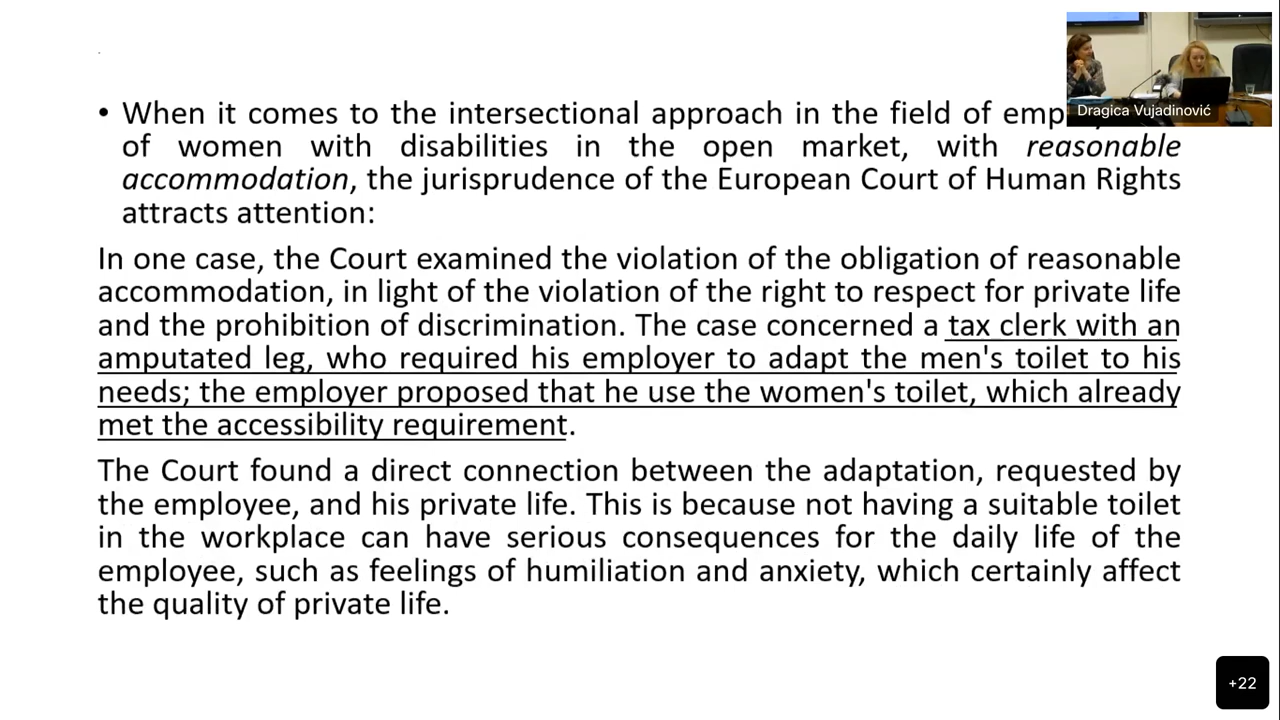 • When it comes to the intersectional approach in the field of
of women with disabilities in the open market, with reasonable
accommodation, the jurisprudence of the European Court of Human Rights
attracts attention:
In one case, the Court examined the violation of the obligation of reasonable
accommodation, in light of the violation of the right to respect for private life
and the prohibition of discrimination. The case concerned a tax clerk with an
amputated leg, who required his employer to adapt the men's toilet to his
needs; the employer proposed that he use the women's toilet, which already
met the accessibility requirement.
The Court found a direct connection between the adaptation, requested by
the employee, and his private life. This is because not having a suitable toilet
in the workplace can have serious consequences for the daily life of the
employee, such as feelings of humiliation and anxiety, which certainly affect
the quality of private life.
Dragica Vujadinović
+22